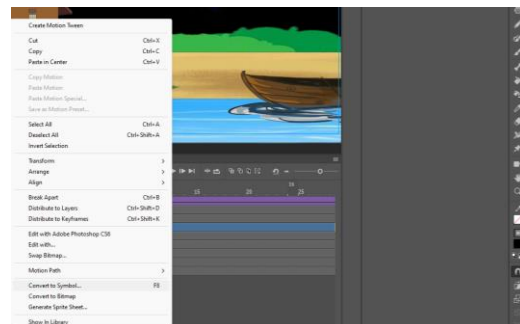 Create Motion Tween
Cut Ctrl+X
Copy Ctrl+C
Paste in Center Ctrl+V
Copy Motion
Paste Motion
Paste Motion Special...
Save as Motion Preset...
Select All Ctrl+A
Deselect All Ctrl+Shift+A
Invert Selection
Transform
Arrange
Align
Break Apart Ctrl+B
Distribute to Layers Ctrl+Shift+D
Distribute to Keyframes Ctrl+Shift+K
Edit with Adobe Photoshop CS6
Edit with...
Swap Bitmap...
Motion Path
Convert to Symbol... F8
Convert to Bitmap
Generate Sprite Sheet...
Show In Library
1s
15 20 25